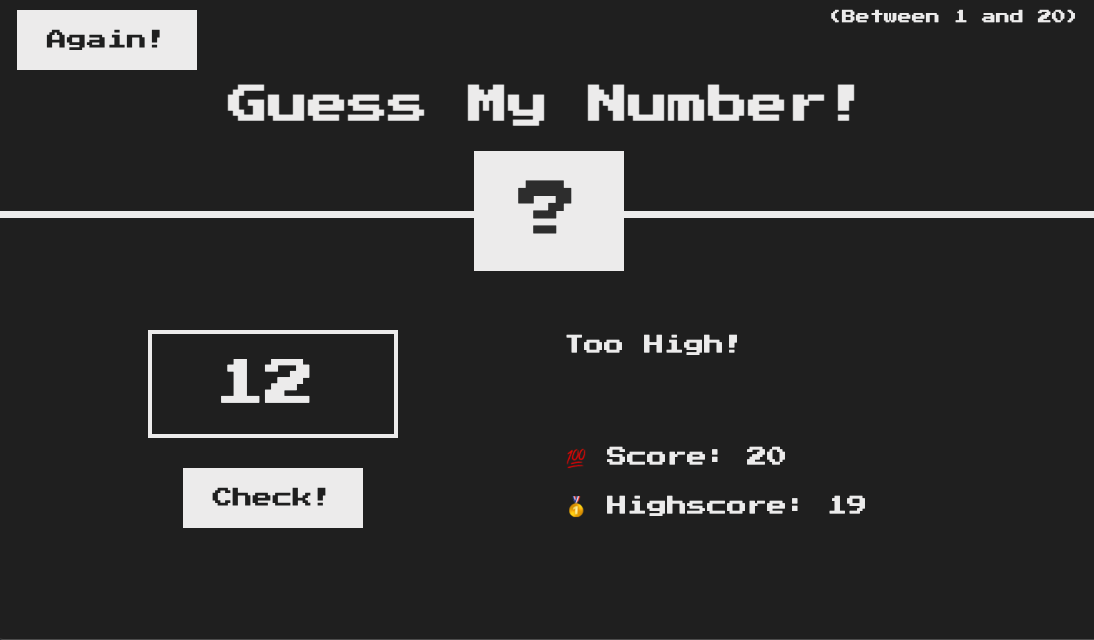 (Between 1 and 20)
Again!
Guess My Number!
?
12
Too High!
Check!
💯 Score: 20
🥇 Highscore: 19